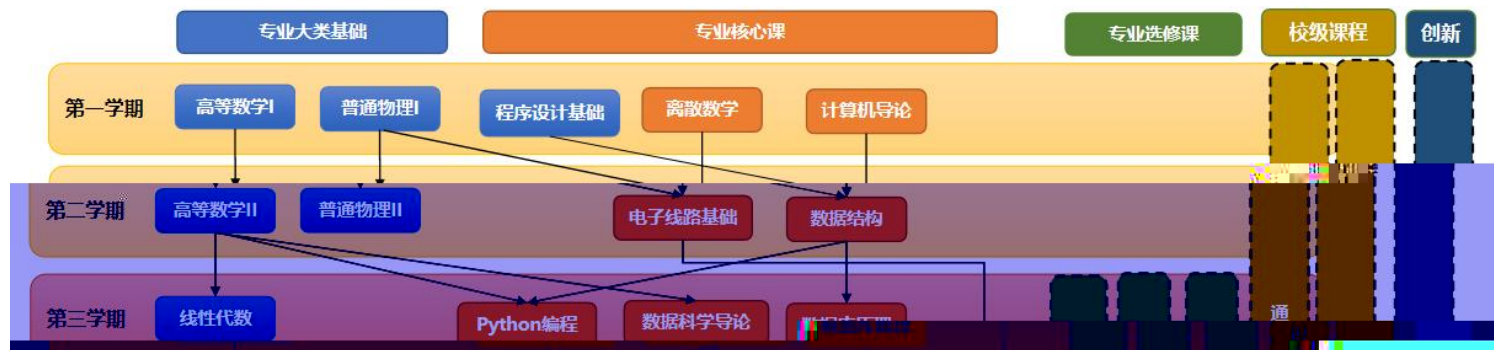 专业大类基础 专业核心课 专业选修课 校级课程 创新
第一学期 高等数学I 普通物理I 程序设计基础 离散数学 计算机导论
第二学期 高等数学II 普通物理II 电子线路基础 数据结构
第三学期 线性代数 Python编程 数据科学导论 通